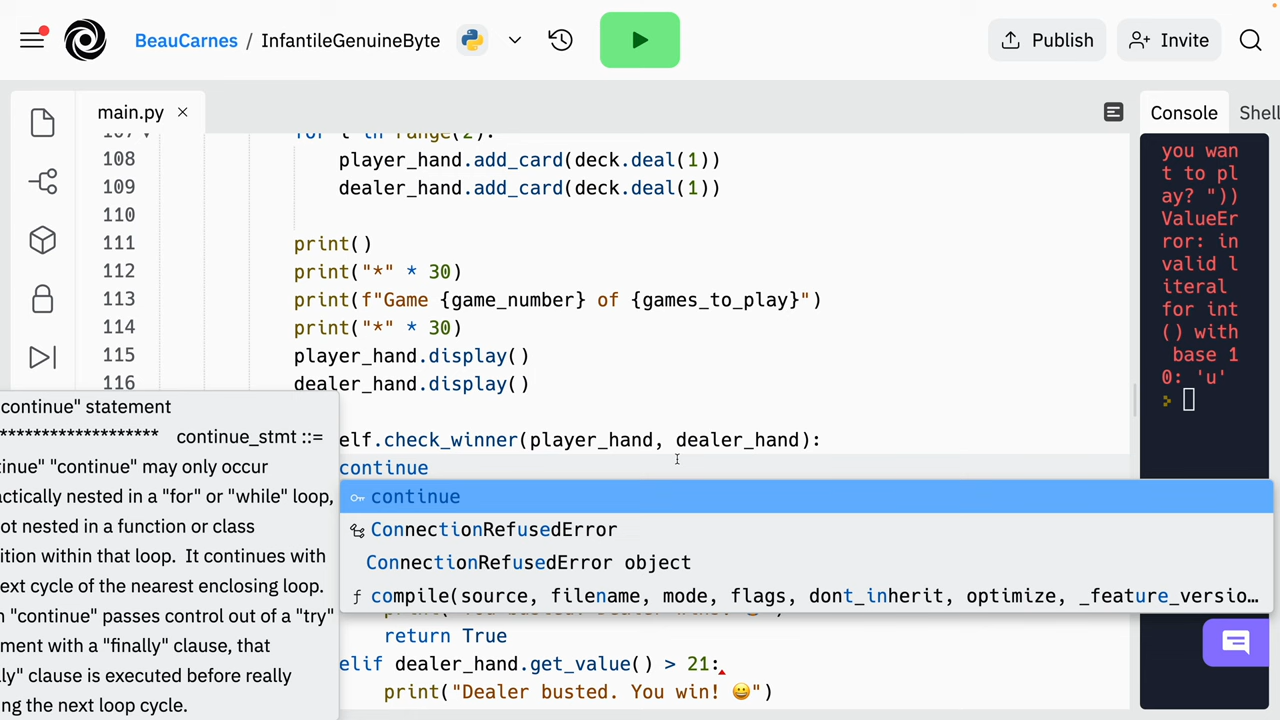 BeauCarnes / InfantileGenuineByte
Publish
Invite
main.py
Console
Shell
107 for i in range(2):
108 player_hand.add_card(deck.deal(1))
109 dealer_hand.add_card(deck.deal(1))
110
111 print()
112 print("*" * 30)
113 print(f"Game {game_number} of {games_to_play}")
114 print("*" * 30)
115 player_hand.display()
116 dealer_hand.display()
elf.check_winner(player_hand, dealer_hand):
continue
continue
ConnectionRefusedError
ConnectionRefusedError object
compile(source, filename, mode, flags, dont_inherit, optimize, _feature_versio…
return True
elif dealer_hand.get_value() > 21:
print("Dealer busted. You win! 😀")
continue" statement
******************* continue_stmt ::=
tinue" "continue" may only occur
actically nested in a "for" or "while" loop,
ot nested in a function or class
ition within that loop. It continues with
ext cycle of the nearest enclosing loop.
n "continue" passes control out of a "try"
ment with a "finally" clause, that
lly" clause is executed before really
ng the next loop cycle.
you wan
t to pl
ay? "))
ValueEr
ror: in
valid l
iteral
for int
() with
base 1
0: 'u'